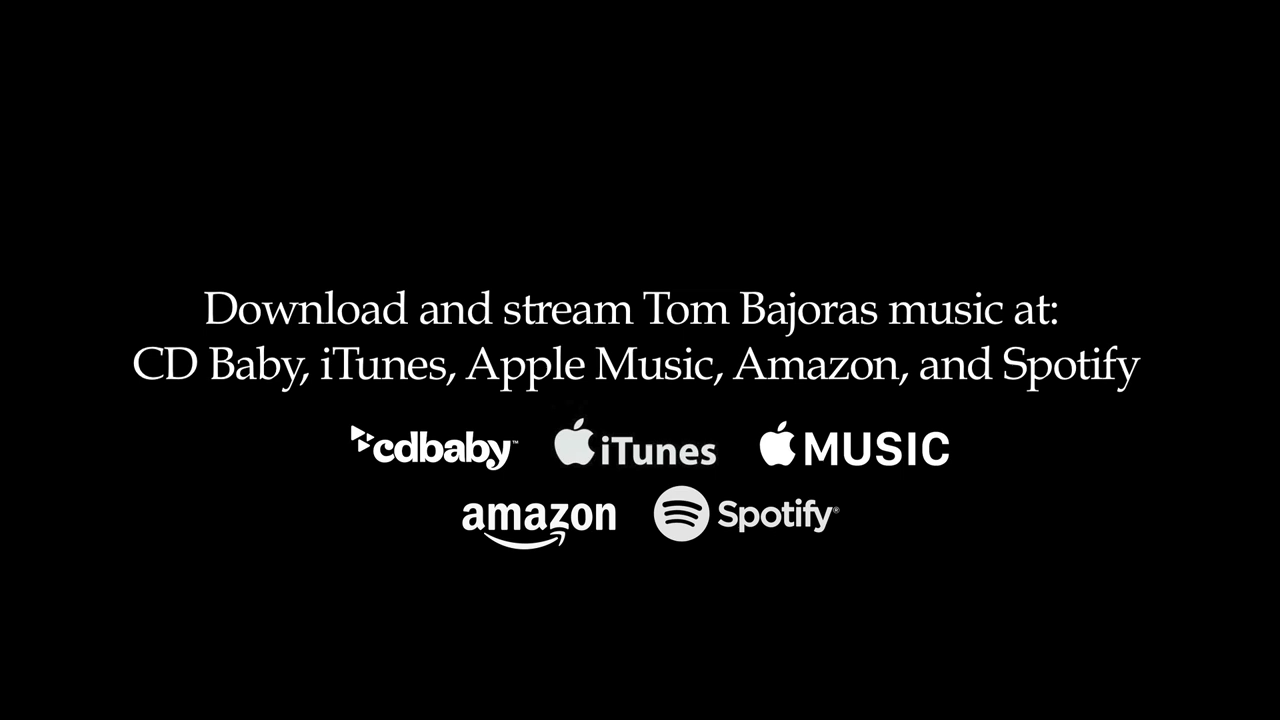 Download and stream Tom Bajoras music at:
CD Baby, iTunes, Apple Music, Amazon, and Spotify
cdbaby™ iTunes MUSIC
amazon Spotify®